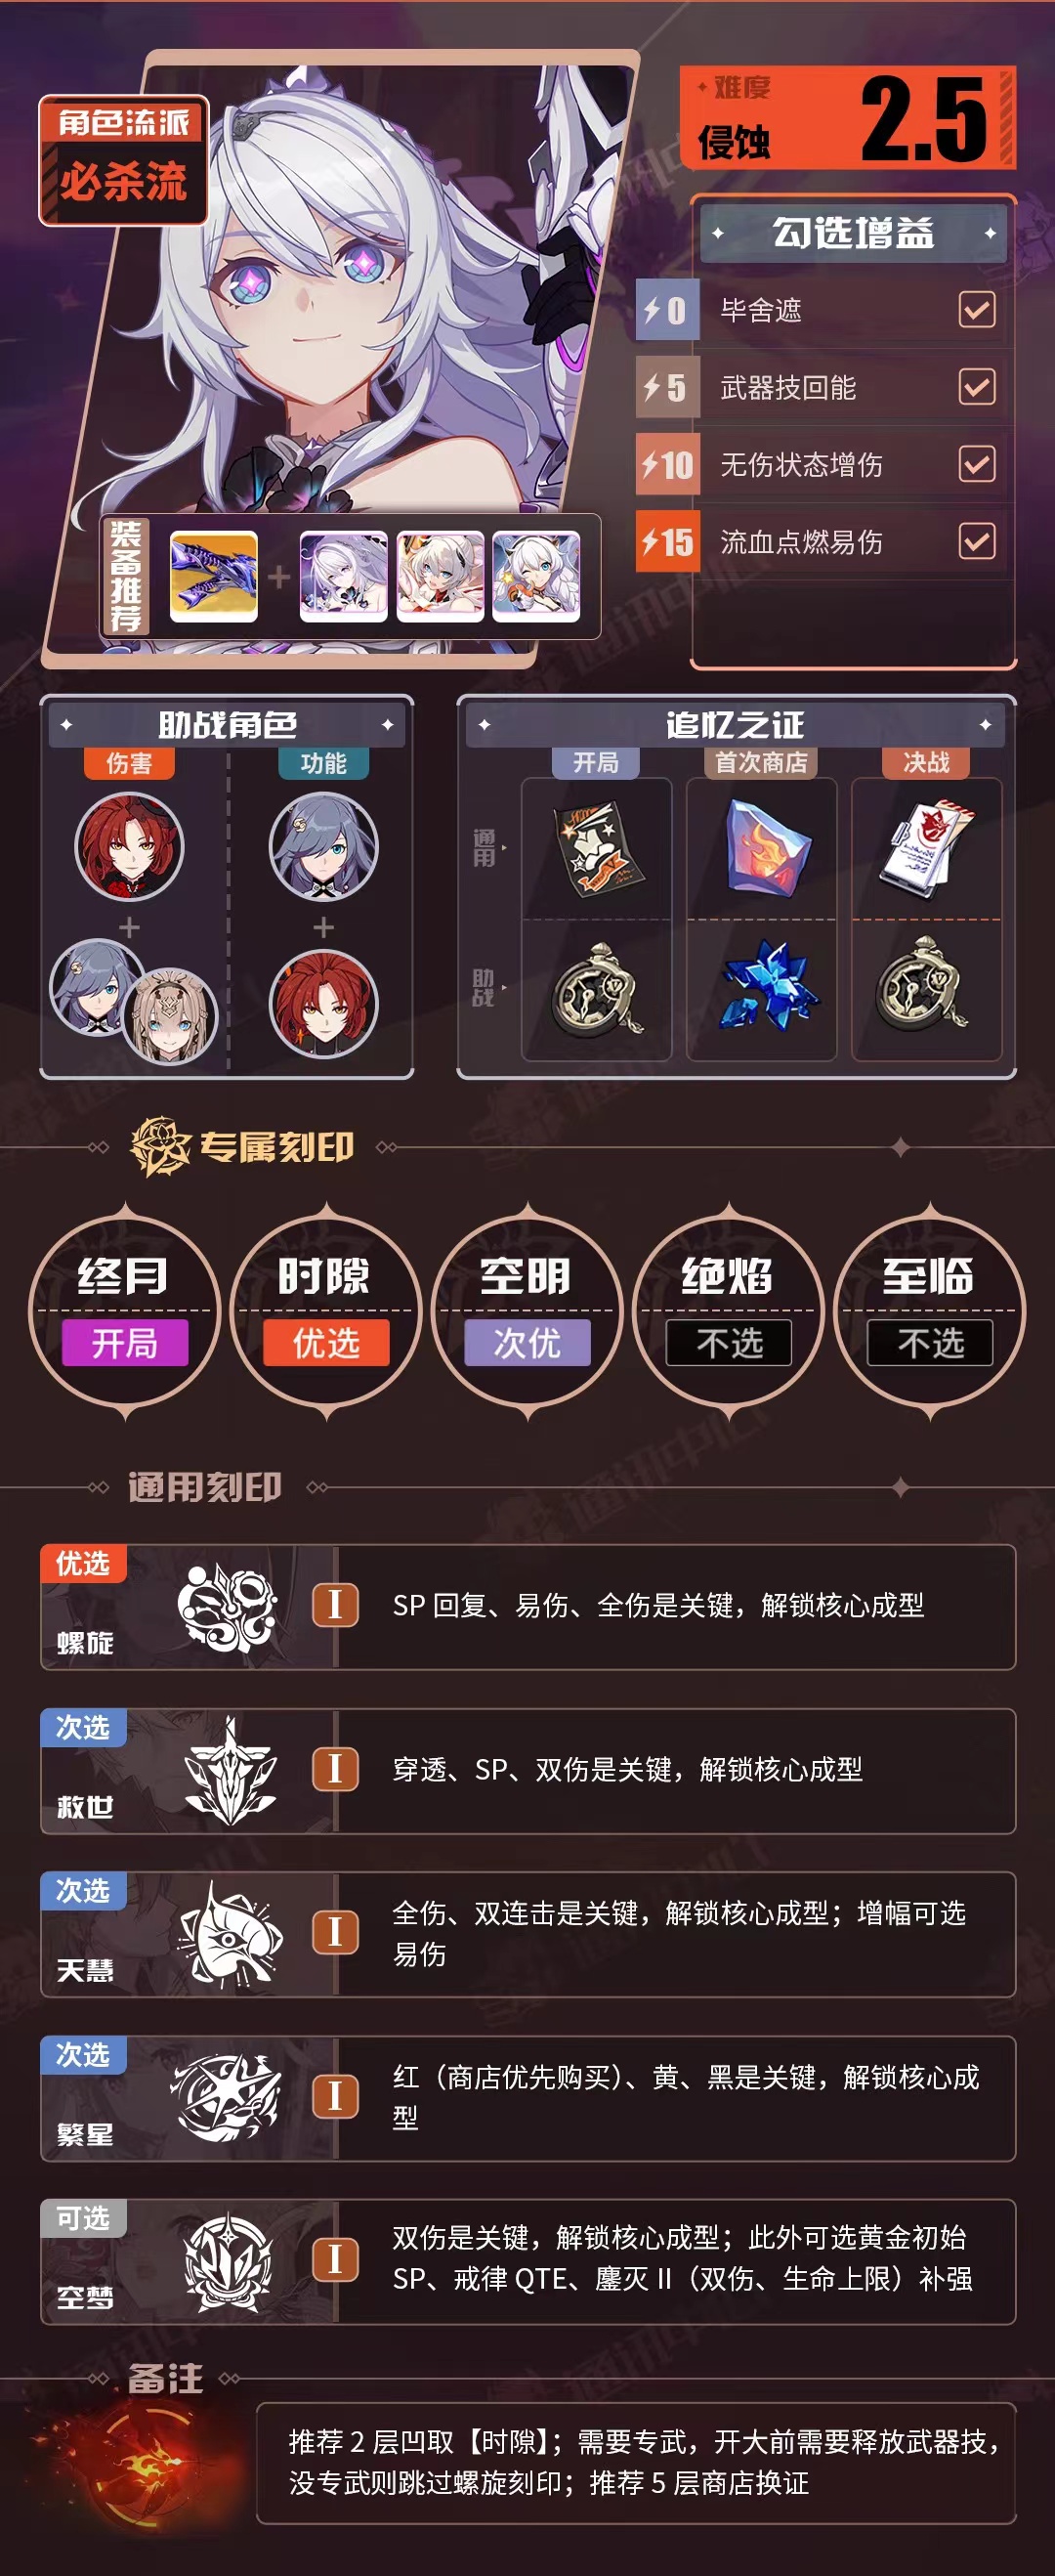 角色流派
必杀流
难度
侵蚀
2.5
勾选增益
0
毕舍遮
5
武器技回能
10
无伤状态增伤
15
流血点燃易伤
装备推荐
助战角色
伤害
功能
追忆之证
开局
首次商店
决战
通用
助战
专属刻印
终月
开局
时隙
优选
空明
次优
绝焰
不选
至临
不选
通用刻印
优选
螺旋
I
SP 回复、易伤、全伤是关键，解锁核心成型
次选
救世
I
穿透、SP、双伤是关键，解锁核心成型
次选
天慧
I
全伤、双连击是关键，解锁核心成型；增幅可选
易伤
次选
繁星
I
红（商店优先购买）、黄、黑是关键，解锁核心成
型
可选
空梦
I
双伤是关键，解锁核心成型；此外可选黄金初始
SP、戒律 QTE、鏖灭 II（双伤、生命上限）补强
备注
推荐 2 层凹取【时隙】；需要专武，开大前需要释放武器技，
没专武则跳过螺旋刻印；推荐 5 层商店换证